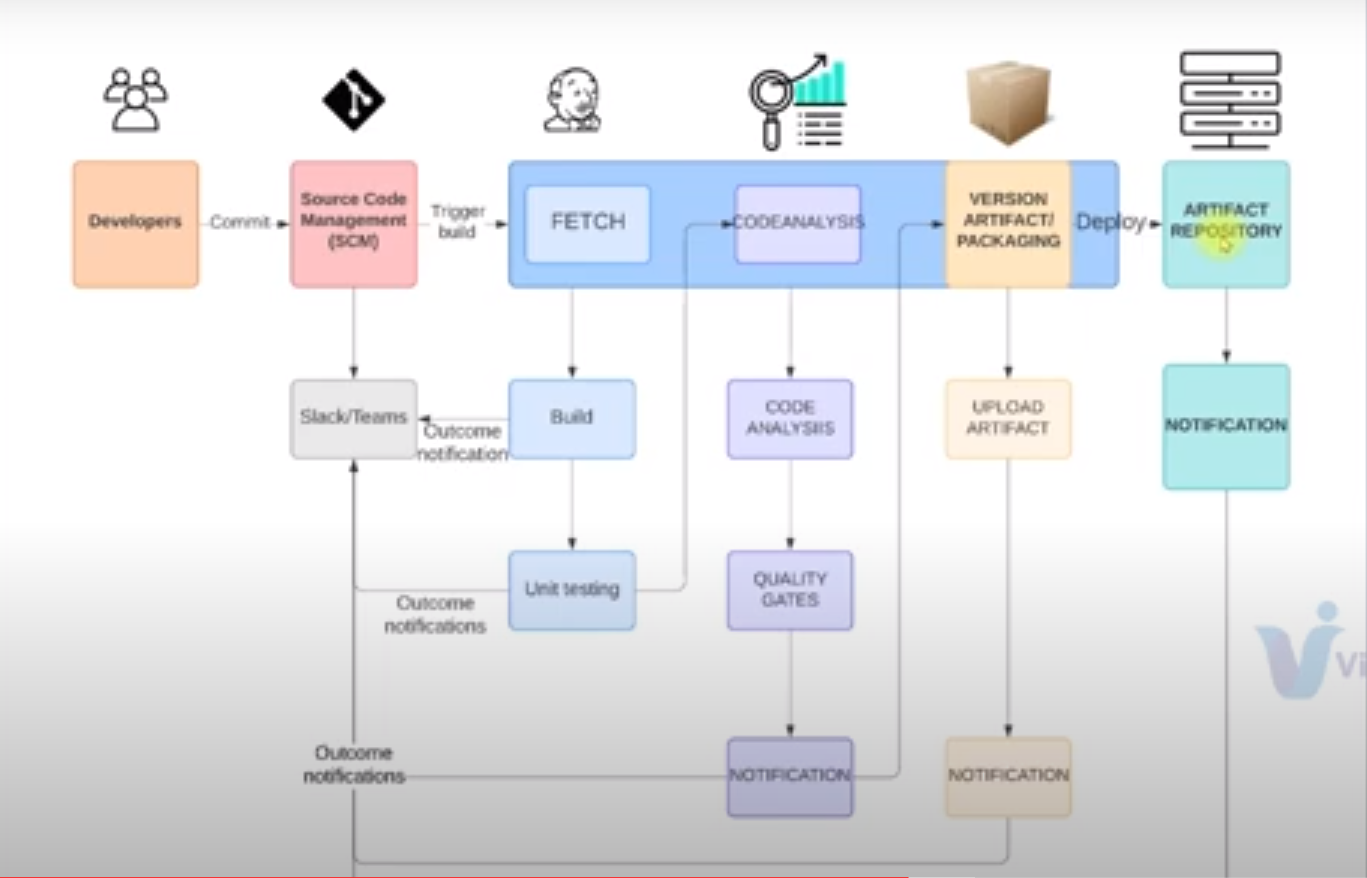 Developers
Commit
Source Code
Management
(SCM)
Trigger
build
FETCH
CODEANALYSIS
VERSION
ARTIFACT/
PACKAGING
Deploy
ARTIFACT
REPOSITORY
Slack/Teams
Outcome
notification
Build
CODE
ANALYSIIS
UPLOAD
ARTIFACT
NOTIFICATION
Outcome
notifications
Unit testing
QUALITY
GATES
Outcome
notifications
NOTIFICATION
NOTIFICATION